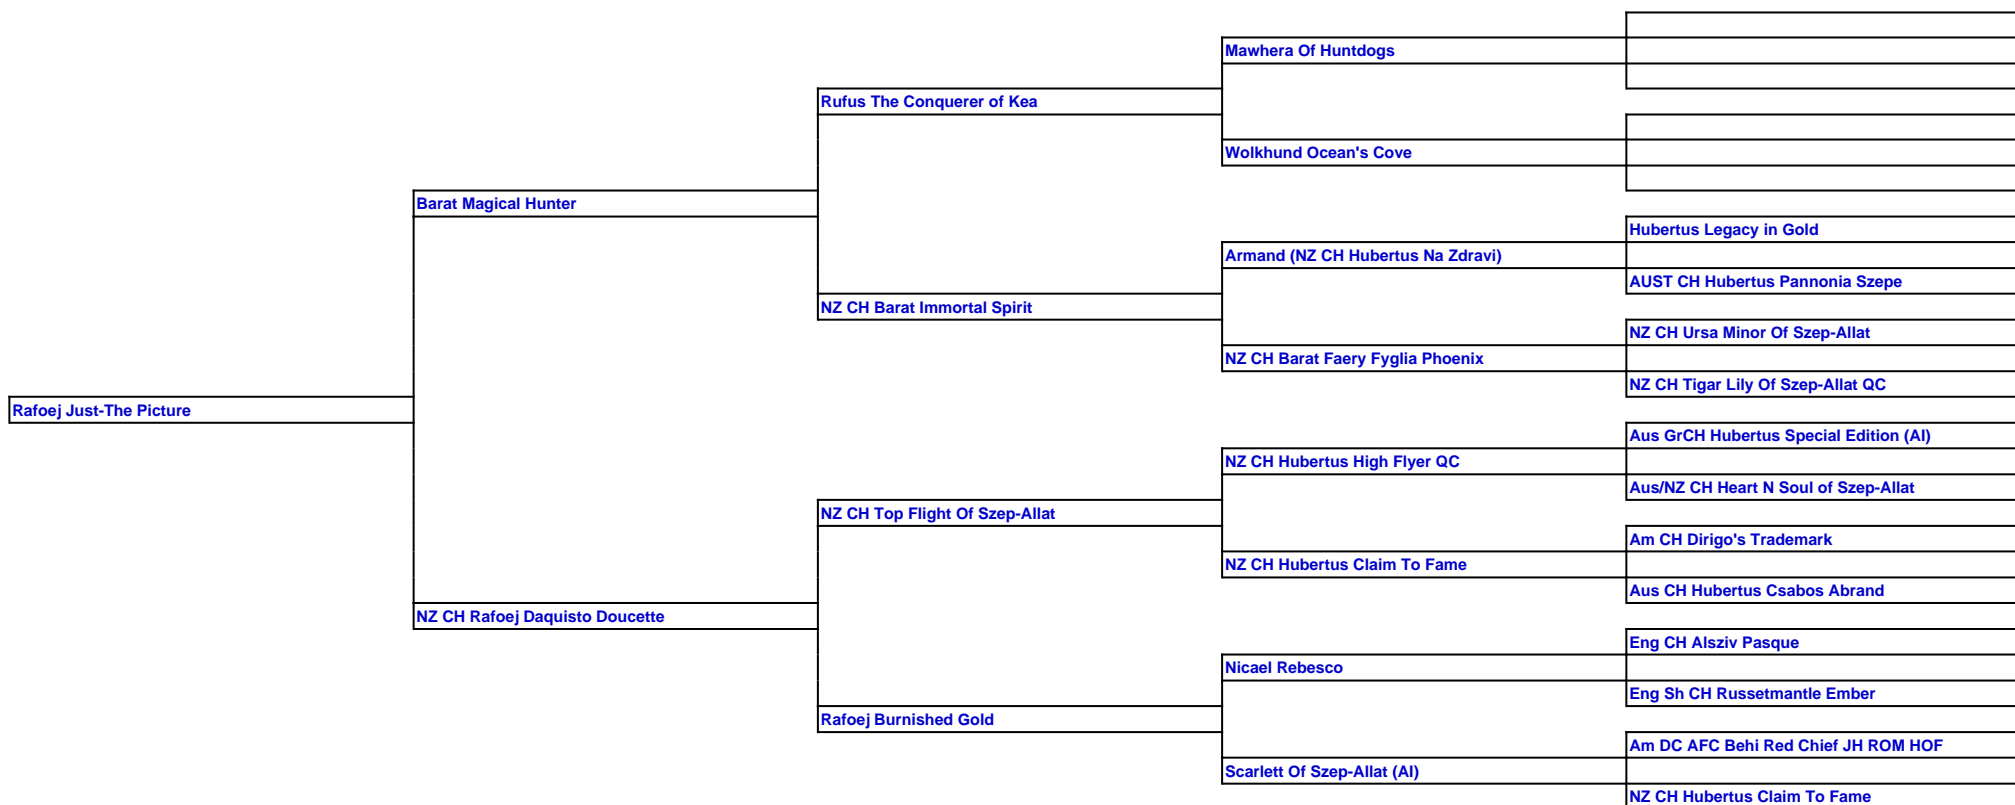 Mawhera Of Huntdogs
Rufus The Conquerer of Kea
Wolkhund Ocean's Cove
Barat Magical Hunter
Hubertus Legacy in Gold
Armand (NZ CH Hubertus Na Zdravi)
AUST CH Hubertus Pannonia Szepe
NZ CH Barat Immortal Spirit
NZ CH Ursa Minor Of Szep-Allat
NZ CH Barat Faery Fyglia Phoenix
NZ CH Tigar Lily Of Szep-Allat QC
Rafoej Just-The Picture
Aus GrCH Hubertus Special Edition (AI)
NZ CH Hubertus High Flyer QC
Aus/NZ CH Heart N Soul of Szep-Allat
NZ CH Top Flight Of Szep-Allat
Am CH Dirigo's Trademark
NZ CH Hubertus Claim To Fame
Aus CH Hubertus Csabos Abrand
NZ CH Rafoej Daquisto Doucette
Eng CH Alsziv Pasque
Nicael Rebesco
Eng Sh CH Russetmantle Ember
Rafoej Burnished Gold
Am DC AFC Behi Red Chief JH ROM HOF
Scarlett Of Szep-Allat (AI)
NZ CH Hubertus Claim To Fame